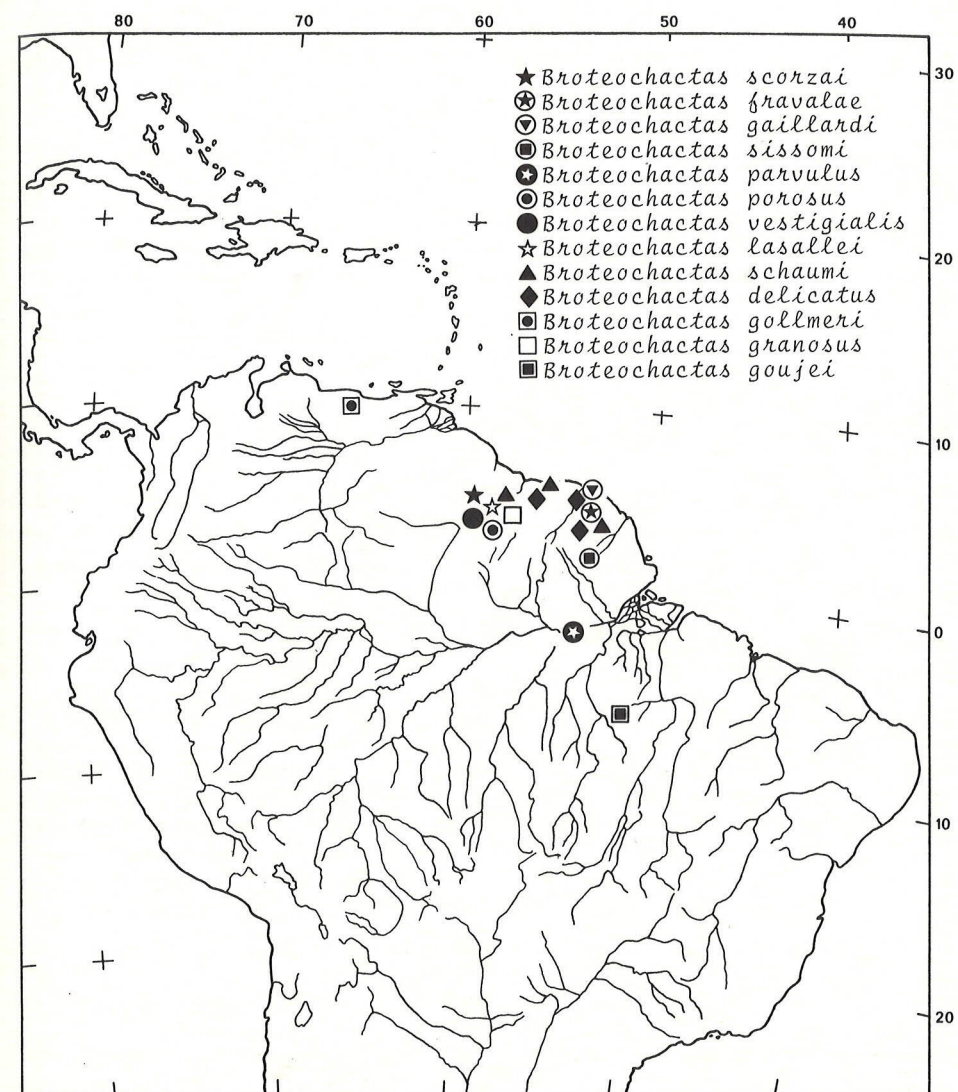 80 70 60 50 40
30
Broteochactas scorzai
Broteochactas fravalae
Broteochactas gaillardi
Broteochactas sissomi
Broteochactas parvulus
Broteochactas porosus
Broteochactas vestigialis
Broteochactas lasallei
20
Broteochactas schaumi
Broteochactas delicatus
Broteochactas gollmeri
Broteochactas granosus
Broteochactas goujei
10
0
10
20